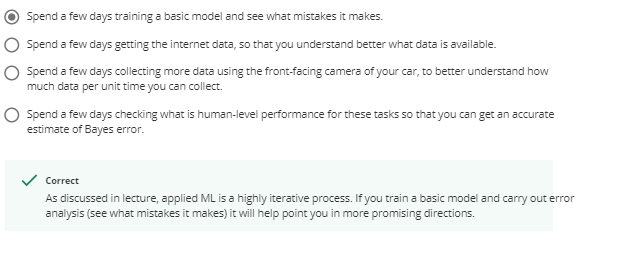 Spend a few days training a basic model and see what mistakes it makes.
Spend a few days getting the internet data, so that you understand better what data is available.
Spend a few days collecting more data using the front-facing camera of your car, to better understand how
much data per unit time you can collect.
Spend a few days checking what is human-level performance for these tasks so that you can get an accurate
estimate of Bayes error.
Correct
As discussed in lecture, applied ML is a highly iterative process. If you train a basic model and carry out error
analysis (see what mistakes it makes) it will help point you in more promising directions.